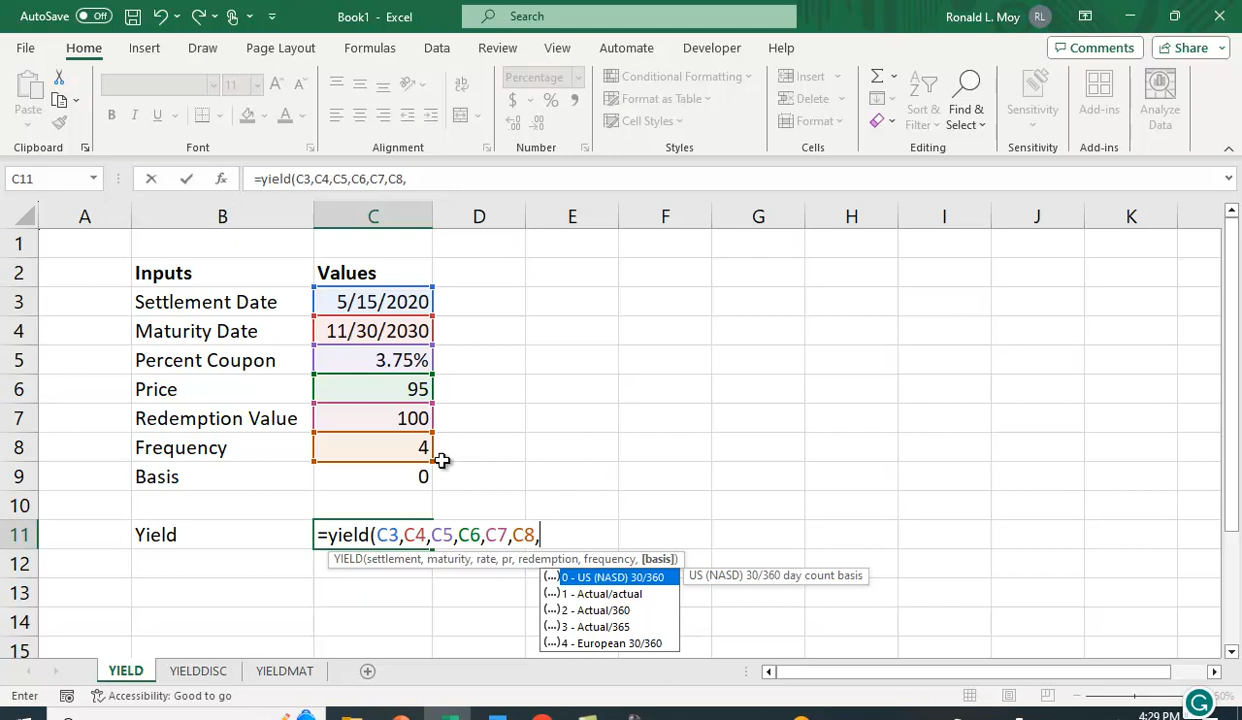 AutoSave Off Book1 - Excel Search Ronald L. Moy RL
File Home Insert Draw Page Layout Formulas Data Review View Automate Developer Help Comments Share
Paste 11 B I U Percentage $ % 9 Conditional Formatting Format as Table Cell Styles Insert Delete Format Sort & Filter Find & Select Sensitivity Add-ins Analyze Data
Clipboard Font Alignment Number Styles Cells Editing Sensitivity Add-ins
C11 fx =yield(C3,C4,C5,C6,C7,C8,
A B C D E F G H I J K
1
2 Inputs Values
3 Settlement Date 5/15/2020
4 Maturity Date 11/30/2030
5 Percent Coupon 3.75%
6 Price 95
7 Redemption Value 100
8 Frequency 4
9 Basis 0
10
11 Yield =yield(C3,C4,C5,C6,C7,C8,
12 YIELD(settlement, maturity, rate, pr, redemption, frequency, [basis])
(...) 0 - US (NASD) 30/360 US (NASD) 30/360 day count basis
13 (...) 1 - Actual/actual
(...) 2 - Actual/360
14 (...) 3 - Actual/365
15 (...) 4 - European 30/360
YIELD YIELDDISC YIELDMAT
Enter Accessibility: Good to go
4:29 PM